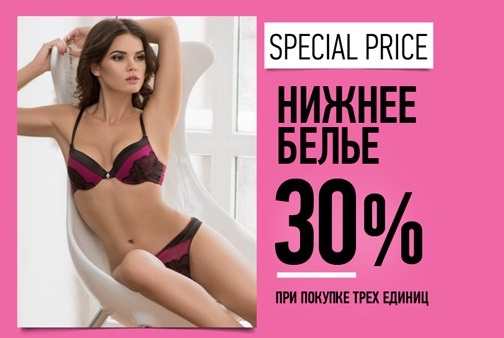 SPECIAL PRICE
НИЖНЕЕ
БЕЛЬЕ
30%
ПРИ ПОКУПКЕ ТРЕХ ЕДИНИЦ